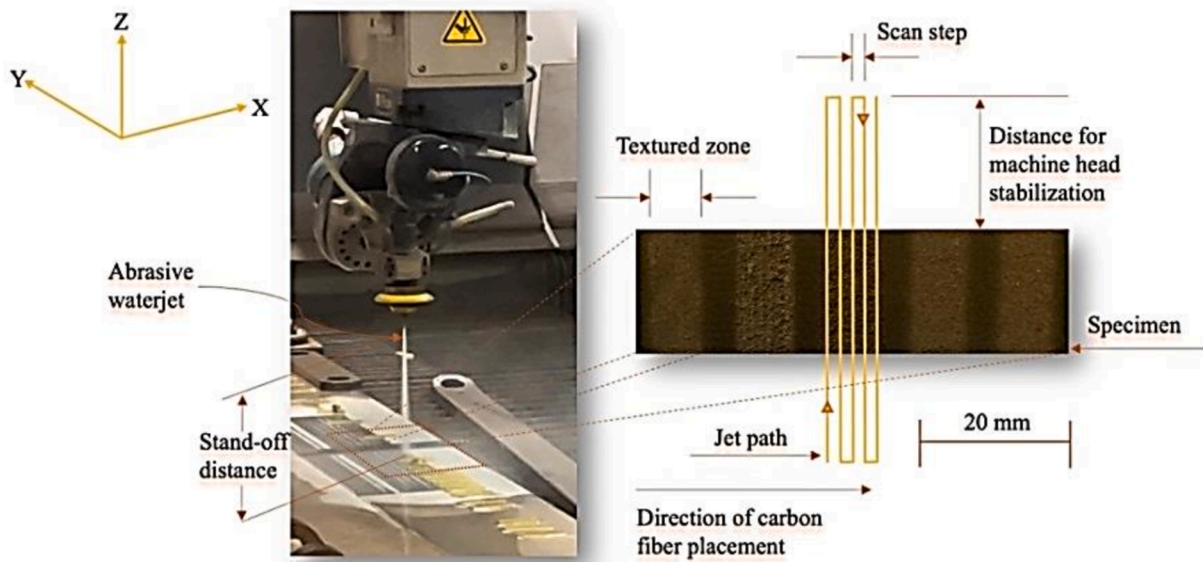 Z
Y
X
Scan step
Textured zone
Distance for
machine head
stabilization
Abrasive
waterjet
Specimen
Stand-off
distance
Jet path
20 mm
Direction of carbon
fiber placement